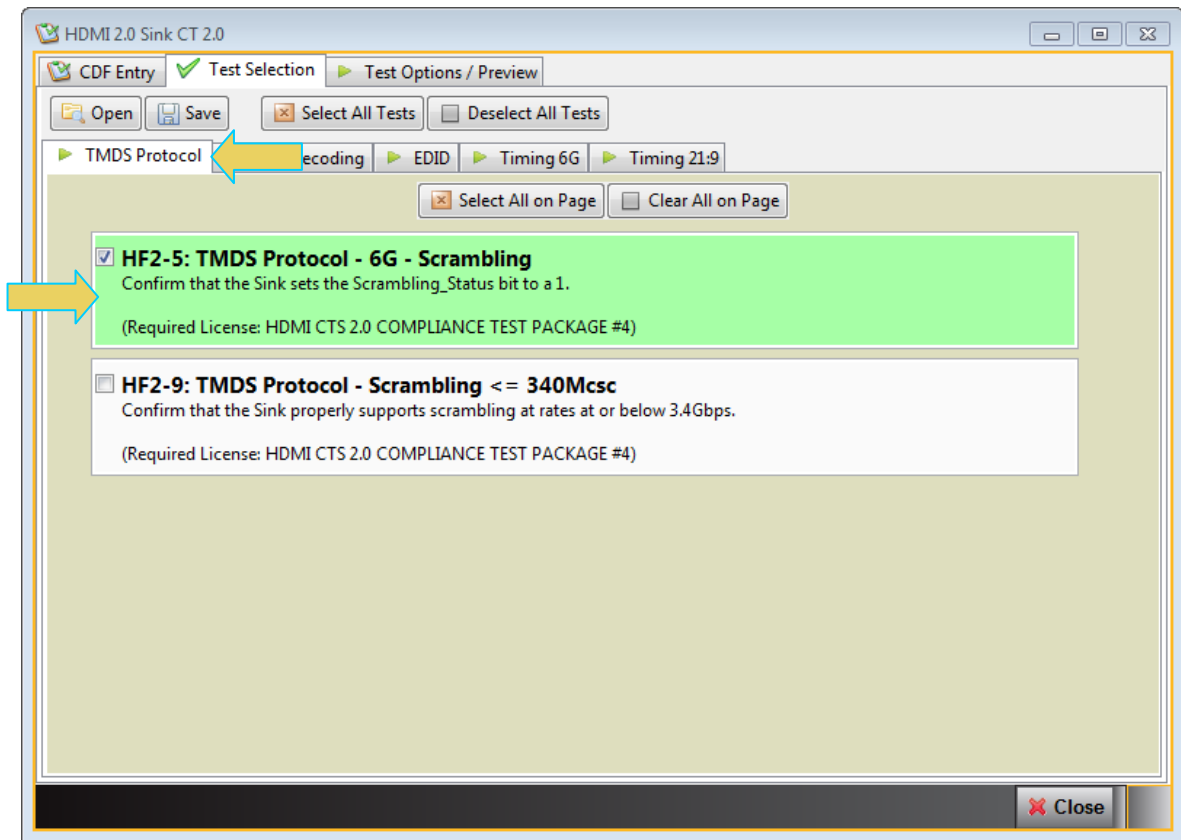 HDMI 2.0 Sink CT 2.0
CDF Entry Test Selection Test Options / Preview
Open Save Select All Tests Deselect All Tests
TMDS Protocol ecoding EDID Timing 6G Timing 21:9
Select All on Page Clear All on Page
HF2-5: TMDS Protocol - 6G - Scrambling
Confirm that the Sink sets the Scrambling_Status bit to a 1.
(Required License: HDMI CTS 2.0 COMPLIANCE TEST PACKAGE #4)
HF2-9: TMDS Protocol - Scrambling <= 340Mcsc
Confirm that the Sink properly supports scrambling at rates at or below 3.4Gbps.
(Required License: HDMI CTS 2.0 COMPLIANCE TEST PACKAGE #4)
Close